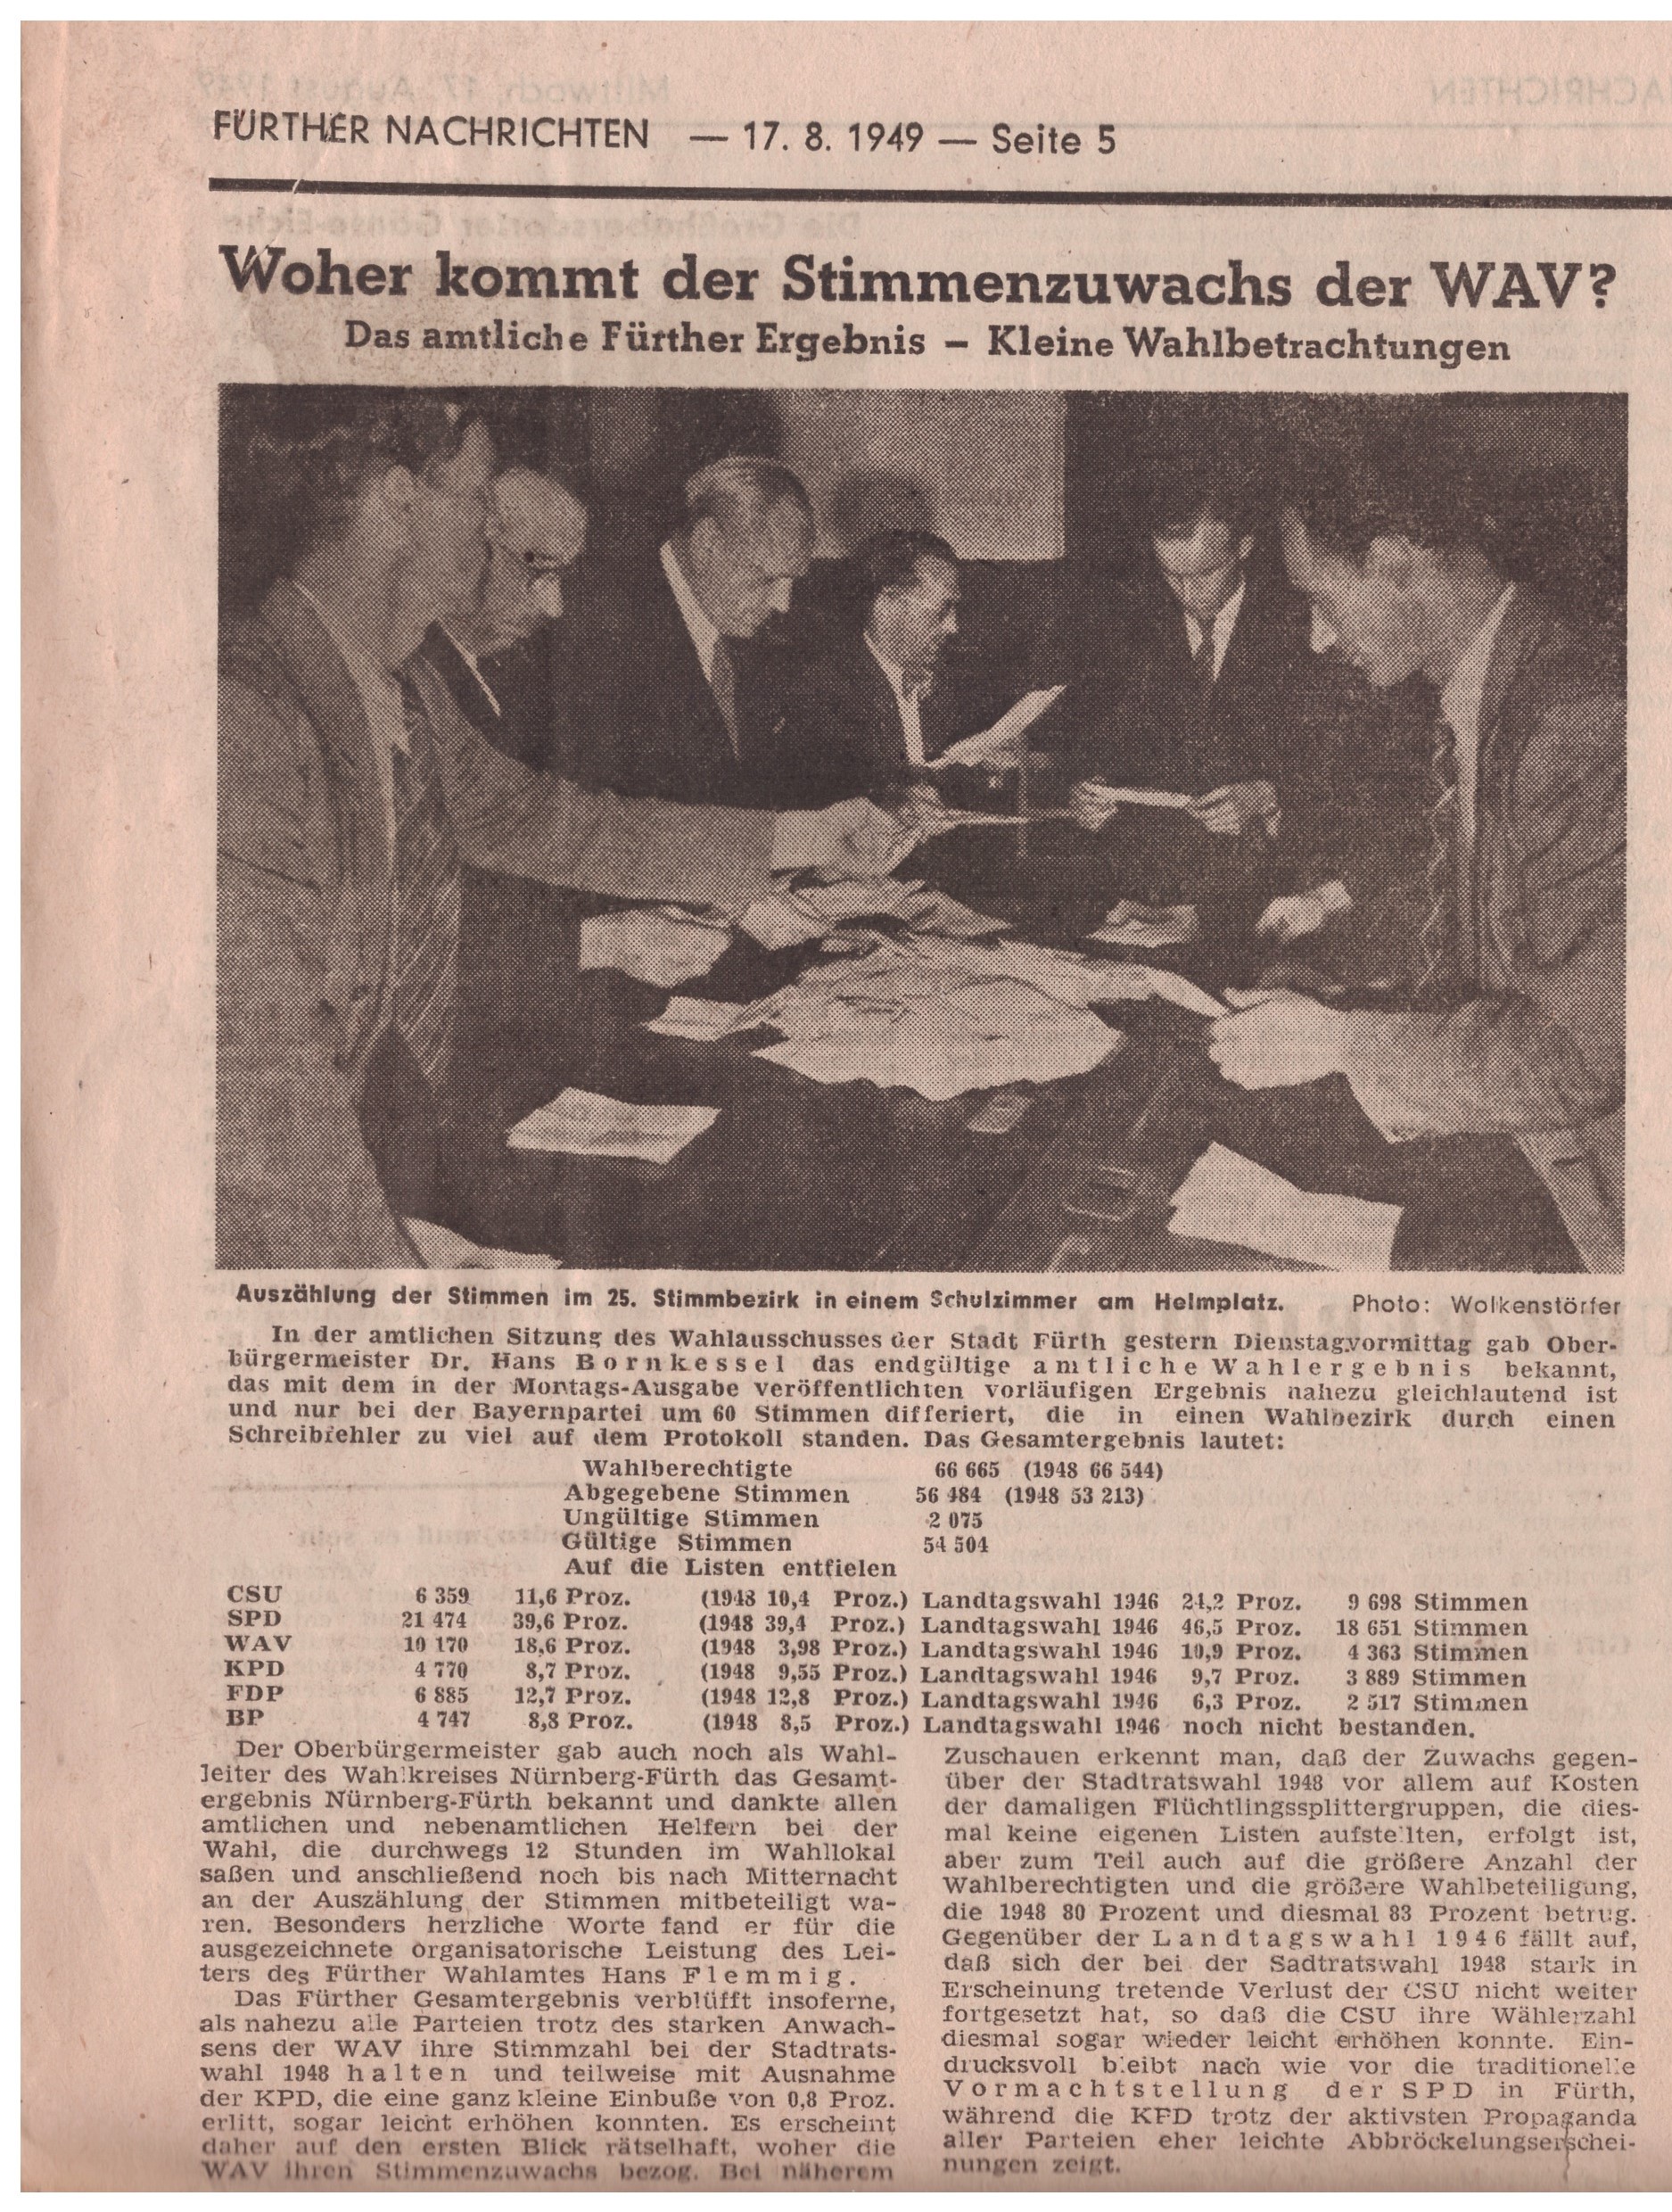 FÜRTHER NACHRICHTEN — 17. 8. 1949 — Seite 5
Woher kommt der Stimmenzuwachs der WAV?
Das amtliche Fürther Ergebnis – Kleine Wahlbetrachtungen
Auszählung der Stimmen im 25. Stimmbezirk in einem Schulzimmer am Helmplatz. Photo: Wolkenstörfer
In der amtlichen Sitzung des Wahlausschusses der Stadt Fürth gestern Dienstagvormittag gab Ober-
bürgermeister Dr. Hans Bornkessel das endgültige amtliche Wahlergebnis bekannt,
das mit dem in der Montags-Ausgabe veröffentlichten vorläufigen Ergebnis nahezu gleichlautend ist
und nur bei der Bayernpartei um 60 Stimmen differiert, die in einen Wahlbezirk durch einen
Schreibfehler zu viel auf dem Protokoll standen. Das Gesamtergebnis lautet:
Wahlberechtigte 66 665 (1948 66 544)
Abgegebene Stimmen 56 484 (1948 53 213)
Ungültige Stimmen 2 075
Gültige Stimmen 54 504
Auf die Listen entfielen
CSU 6 359 11,6 Proz. (1948 10,4 Proz.) Landtagswahl 1946 24,2 Proz. 9 698 Stimmen
SPD 21 474 39,6 Proz. (1948 39,4 Proz.) Landtagswahl 1946 46,5 Proz. 18 651 Stimmen
WAV 10 170 18,6 Proz. (1948 3,98 Proz.) Landtagswahl 1946 10,9 Proz. 4 363 Stimmen
KPD 4 770 8,7 Proz. (1948 9,55 Proz.) Landtagswahl 1946 9,7 Proz. 3 889 Stimmen
FDP 6 885 12,7 Proz. (1948 12,8 Proz.) Landtagswahl 1946 6,3 Proz. 2 517 Stimmen
BP 4 747 8,8 Proz. (1948 8,5 Proz.) Landtagswahl 1946 noch nicht bestanden.
Der Oberbürgermeister gab auch noch als Wahl-
leiter des Wahlkreises Nürnberg-Fürth das Gesamt-
ergebnis Nürnberg-Fürth bekannt und dankte allen
amtlichen und nebenamtlichen Helfern bei der
Wahl, die durchwegs 12 Stunden im Wahllokal
saßen und anschließend noch bis nach Mitternacht
an der Auszählung der Stimmen mitbeteiligt wa-
ren. Besonders herzliche Worte fand er für die
ausgezeichnete organisatorische Leistung des Lei-
ters des Fürther Wahlamtes Hans Flemmig.
Das Fürther Gesamtergebnis verblüfft insoferne,
als nahezu alle Parteien trotz des starken Anwach-
sens der WAV ihre Stimmzahl bei der Stadtrats-
wahl 1948 halten und teilweise mit Ausnahme
der KPD, die eine ganz kleine Einbuße von 0,8 Proz.
erlitt, sogar leicht erhöhen konnten. Es erscheint
daher auf den ersten Blick rätselhaft, woher die
WAV ihren Stimmenzuwachs bezog. Bei näherem
Zuschauen erkennt man, daß der Zuwachs gegen-
über der Stadtratswahl 1948 vor allem auf Kosten
der damaligen Flüchtlingssplittergruppen, die dies-
mal keine eigenen Listen aufstellten, erfolgt ist,
aber zum Teil auch auf die größere Anzahl der
Wahlberechtigten und die größere Wahlbeteiligung,
die 1948 80 Prozent und diesmal 83 Prozent betrug.
Gegenüber der Landtagswahl 1946 fällt auf,
daß sich der bei der Sadtratswahl 1948 stark in
Erscheinung tretende Verlust der CSU nicht weiter
fortgesetzt hat, so daß die CSU ihre Wählerzahl
diesmal sogar wieder leicht erhöhen konnte. Ein-
drucksvoll bleibt nach wie vor die traditionelle
Vormachtstellung der SPD in Fürth,
während die KPD trotz der aktivsten Propaganda
aller Parteien eher leichte Abbröckelungserschei-
nungen zeigt.